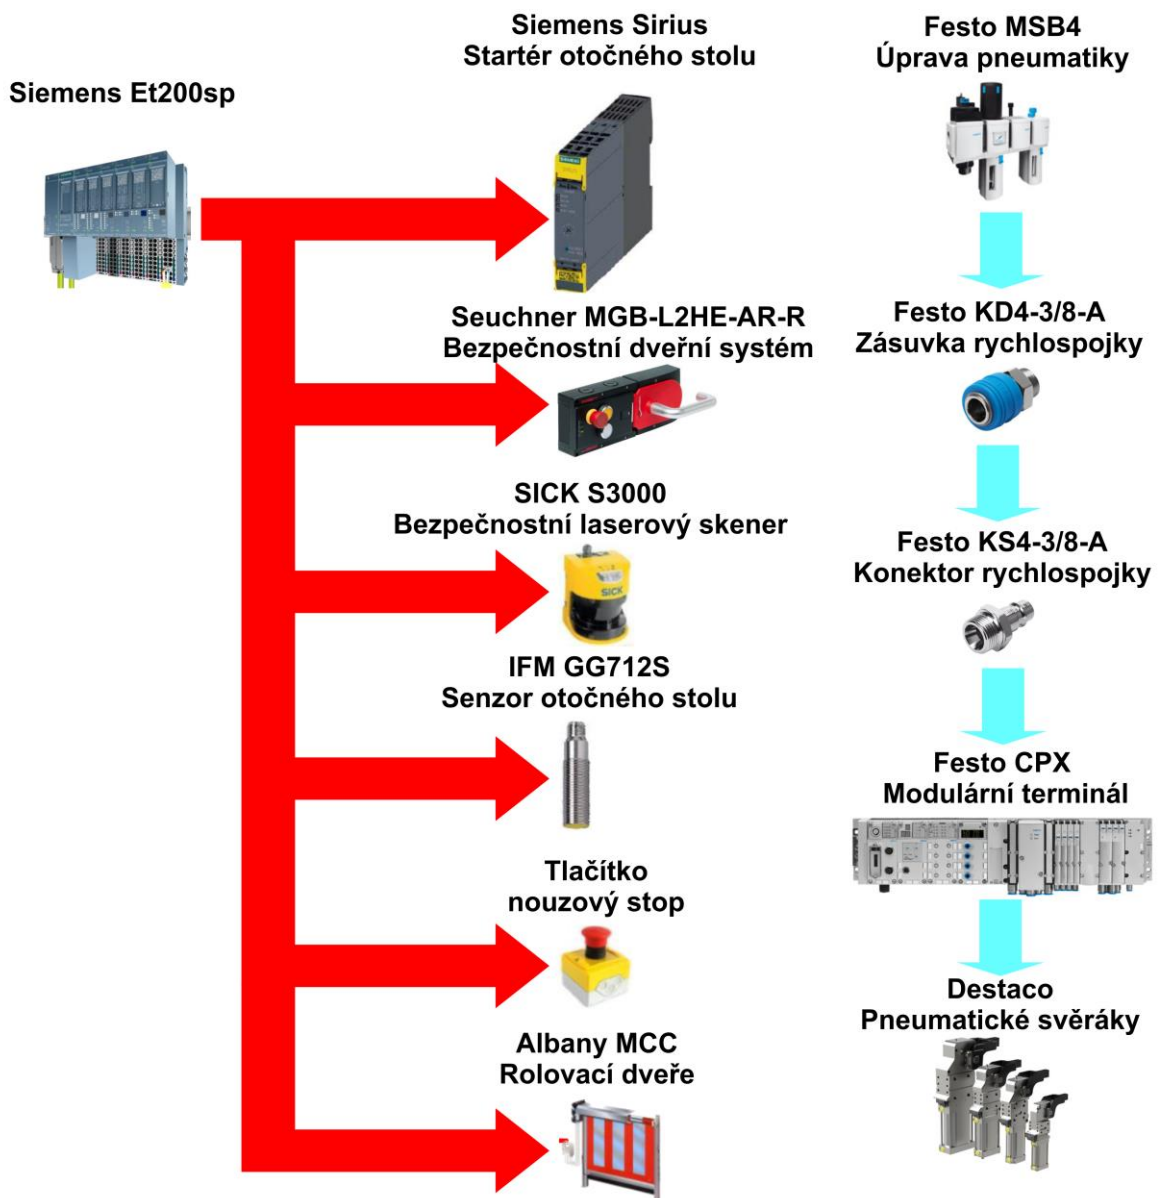 Siemens Et200sp
Siemens Sirius
Startér otočného stolu
Seuchner MGB-L2HE-AR-R
Bezpečnostní dveřní systém
SICK S3000
Bezpečnostní laserový skener
SICK
IFM GG712S
Senzor otočného stolu
Tlačítko
nouzový stop
Albany MCC
Rolovací dveře
Festo MSB4
Úprava pneumatiky
Festo KD4-3/8-A
Zásuvka rychlospojky
Festo KS4-3/8-A
Konektor rychlospojky
Festo CPX
Modulární terminál
Destaco
Pneumatické svěráky